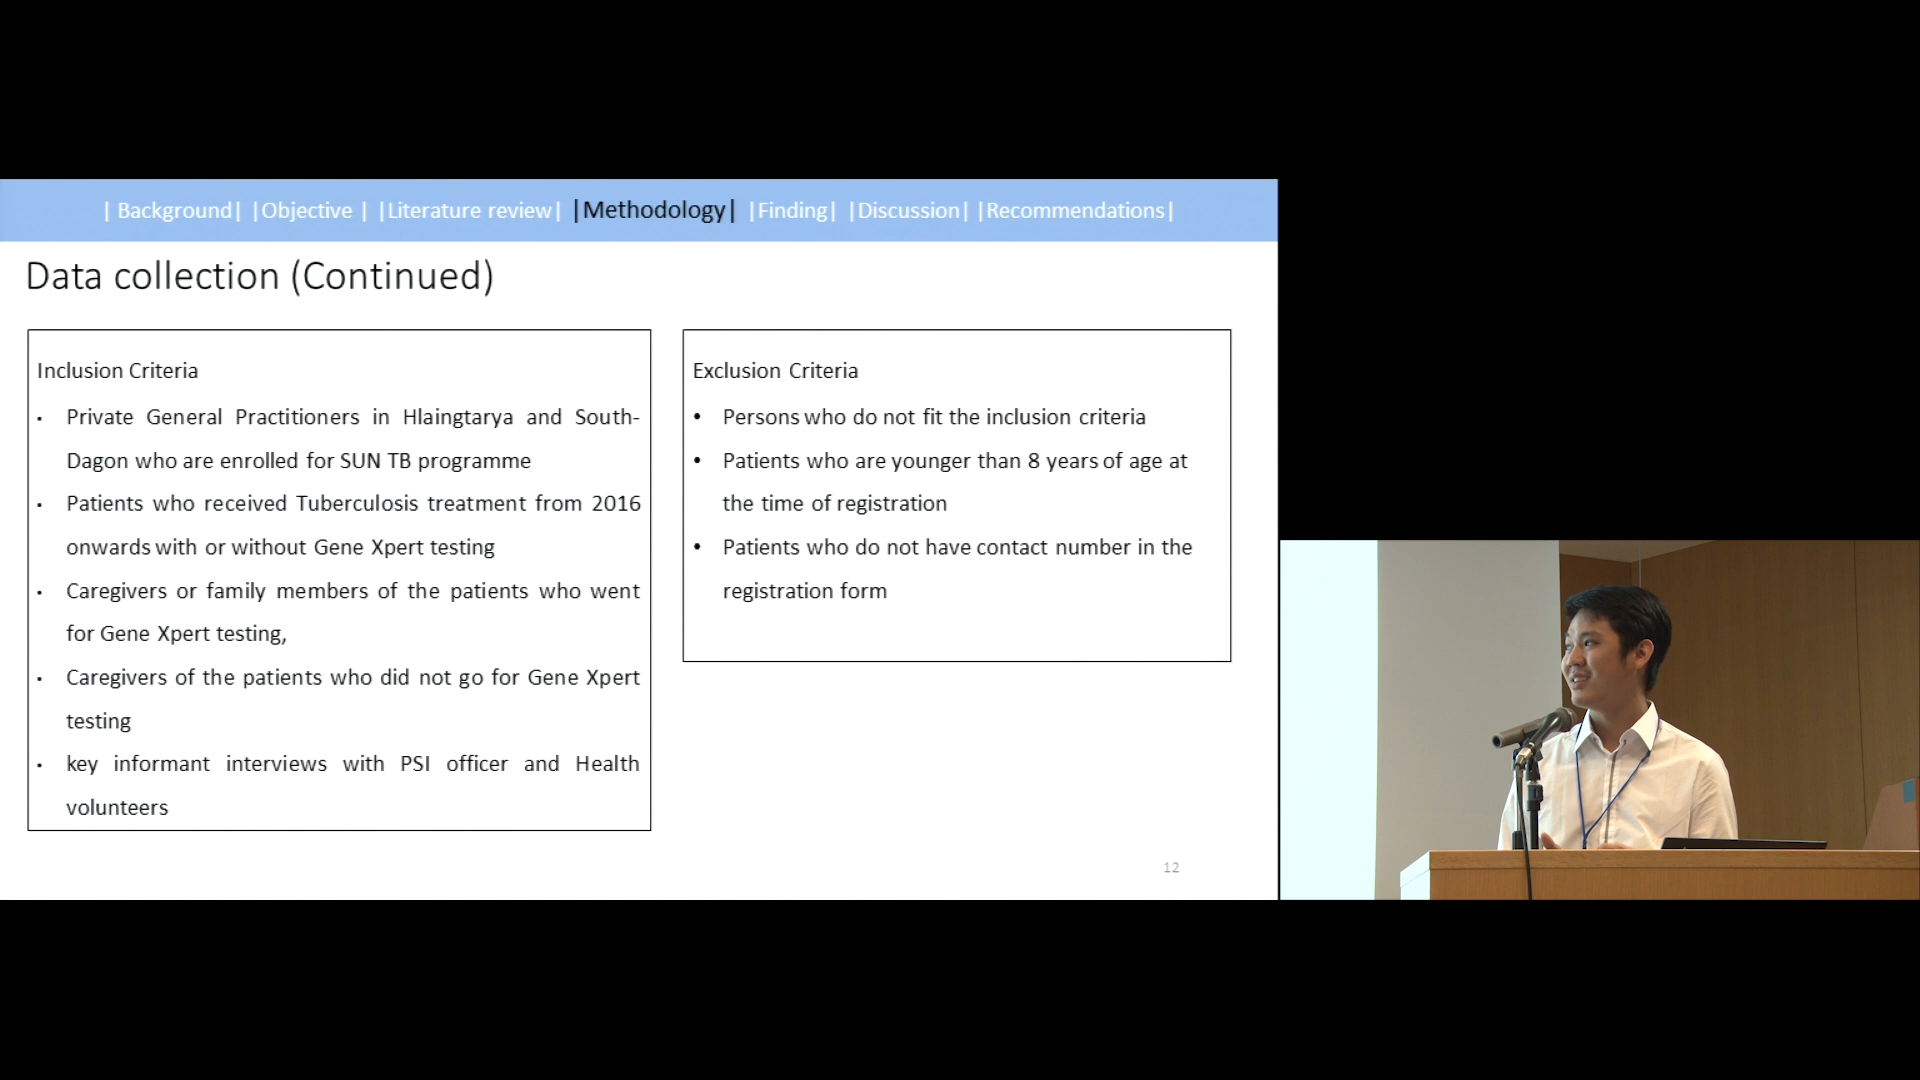 | Background| |Objective | |Literature review| |Methodology| |Finding| |Discussion| |Recommendations|
Data collection (Continued)
Inclusion Criteria
• Private General Practitioners in Hlaingtarya and South-
Dagon who are enrolled for SUN TB programme
• Patients who received Tuberculosis treatment from 2016
onwards with or without Gene Xpert testing
• Caregivers or family members of the patients who went
for Gene Xpert testing,
• Caregivers of the patients who did not go for Gene Xpert
testing
• key informant interviews with PSI officer and Health
volunteers
Exclusion Criteria
• Persons who do not fit the inclusion criteria
• Patients who are younger than 8 years of age at
the time of registration
• Patients who do not have contact number in the
registration form
12